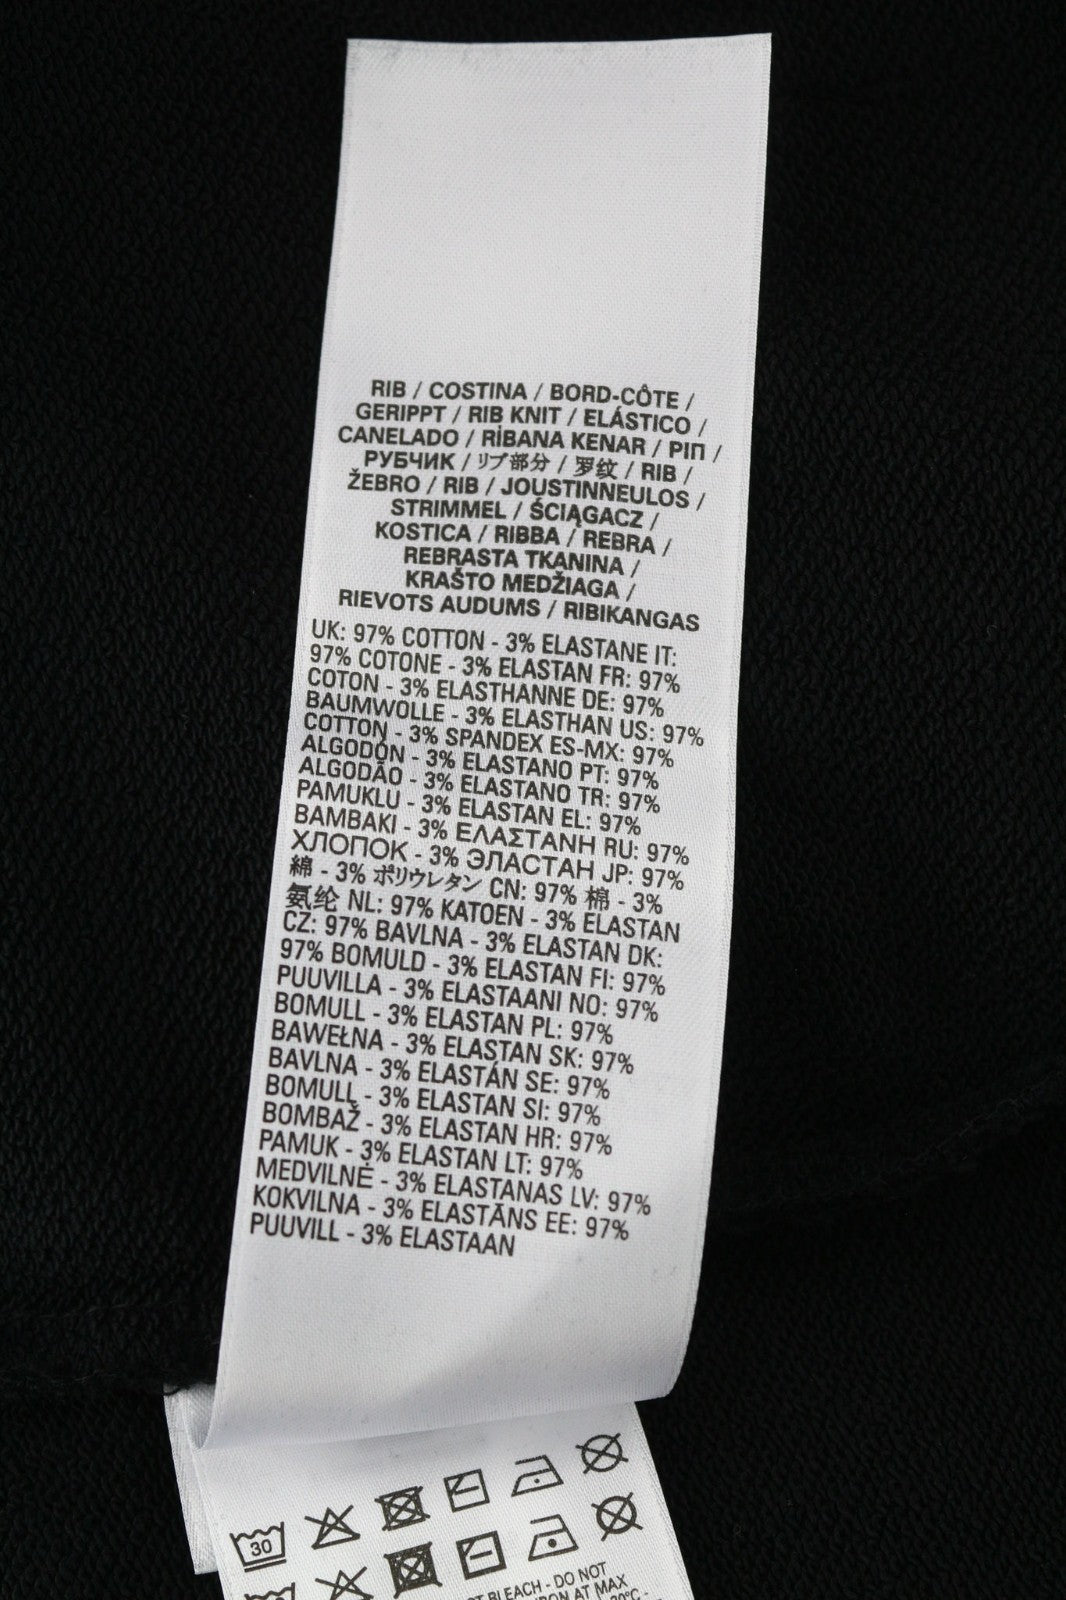 RIB / COSTINA / BORD-CÔTE /
GERIPPT / RIB KNIT / ELÁSTICO /
CANELADO / RİBANA KENAR / ΡΙΠ /
РУБЧИК / リブ部分 / 罗纹 / RIB /
ŽEBRO / RIB / JOUSTINNEULOS /
STRIMMEL / ŚCIĄGACZ /
KOSTICA / RIBBA / REBRA /
REBRASTA TKANINA /
KRAŠTO MEDŽIAGA /
RIEVOTS AUDUMS / RIBIKANGAS
UK: 97% COTTON - 3% ELASTANE IT:
97% COTONE - 3% ELASTAN FR: 97%
COTON - 3% ELASTHANNE DE: 97%
BAUMWOLLE - 3% ELASTHAN US: 97%
COTTON - 3% SPANDEX ES-MX: 97%
ALGODÓN - 3% ELASTANO PT: 97%
ALGODÃO - 3% ELASTANO TR: 97%
PAMUKLU - 3% ELASTAN EL: 97%
ΒΑΜΒΑΚΙ - 3% ΕΛΑΣΤΑΝΗ RU: 97%
ХЛОПОК - 3% ЭЛАСТАН JP: 97%
綿 - 3% ポリウレタン CN: 97% 棉 - 3%
氨纶 NL: 97% KATOEN - 3% ELASTAN
CZ: 97% BAVLNA - 3% ELASTAN DK:
97% BOMULD - 3% ELASTAN FI: 97%
PUUVILLA - 3% ELASTAANI NO: 97%
BOMULL - 3% ELASTAN PL: 97%
BAWEŁNA - 3% ELASTAN SK: 97%
BAVLNA - 3% ELASTÁN SE: 97%
BOMULL - 3% ELASTAN SI: 97%
BOMBAŽ - 3% ELASTAN HR: 97%
PAMUK - 3% ELASTAN LT: 97%
MEDVILNĖ - 3% ELASTANAS LV: 97%
KOKVILNA - 3% ELASTĀNS EE: 97%
PUUVILL - 3% ELASTAAN
30
BLEACH - DO NOT
IRON AT MAX